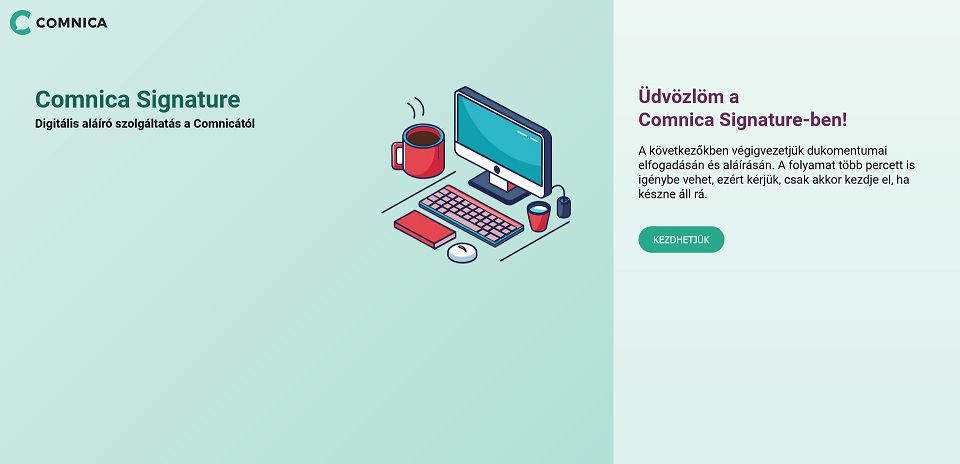 COMNICA
Comnica Signature
Digitális aláíró szolgáltatás a Comnicától
Üdvözlöm a
Comnica Signature-ben!
A következőkben végigvezetjük dukomentumai
elfogadásán és aláírásán. A folyamat több percett is
igénybe vehet, ezért kérjük, csak akkor kezdje el, ha
készne áll rá.
KEZDHETJÜK